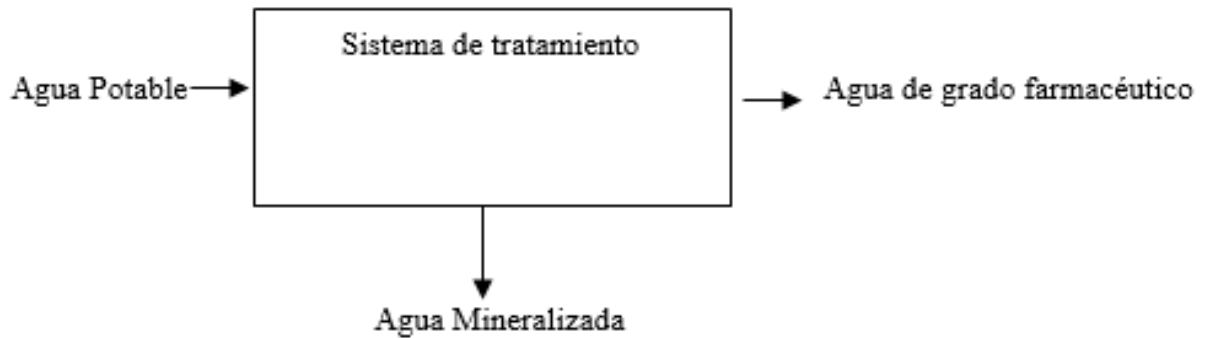 Sistema de tratamiento
Agua Potable
Agua de grado farmacéutico
Agua Mineralizada